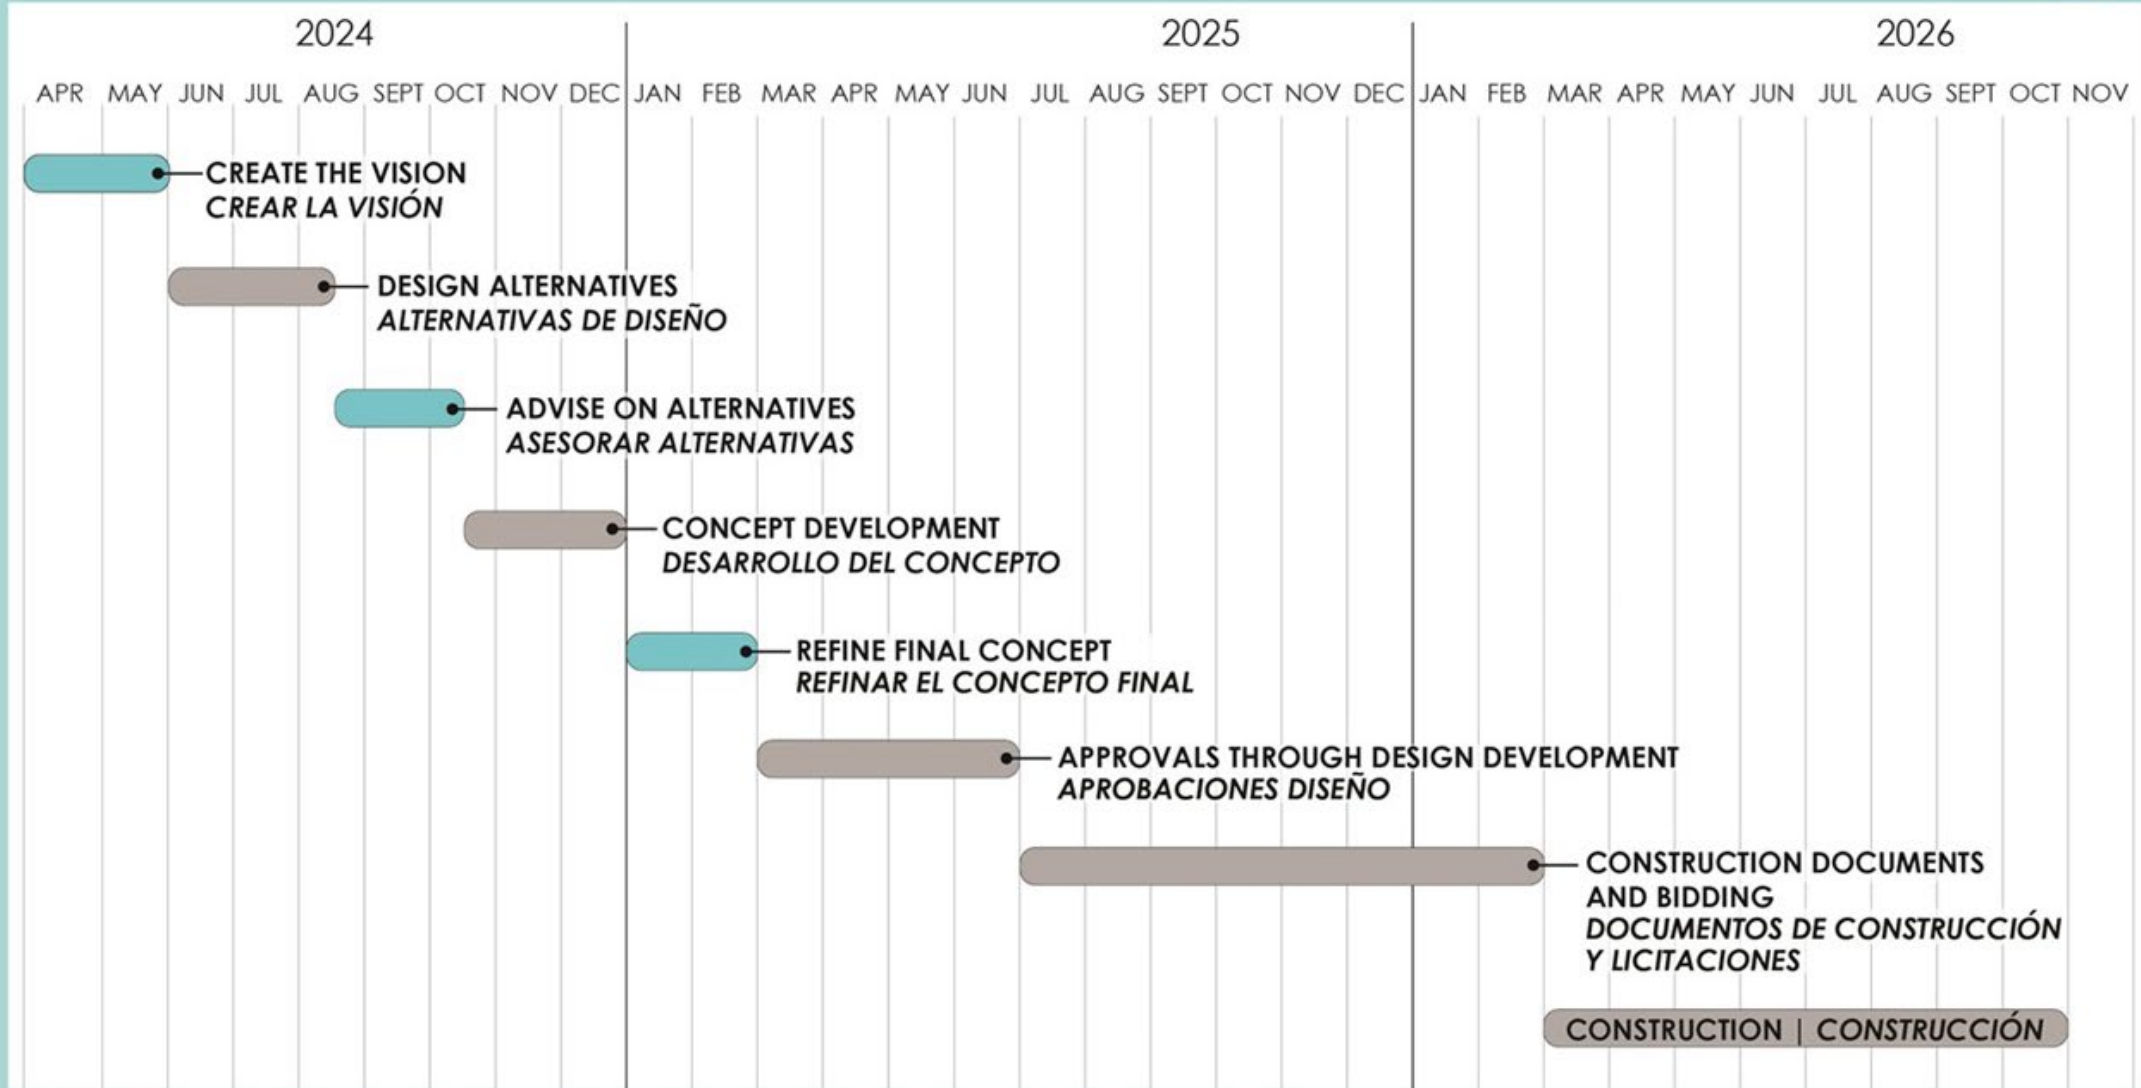 2024 2025 2026
APR MAY JUN JUL AUG SEPT OCT NOV DEC JAN FEB MAR APR MAY JUN JUL AUG SEPT OCT NOV DEC JAN FEB MAR APR MAY JUN JUL AUG SEPT OCT NOV
CREATE THE VISION
CREAR LA VISIÓN
DESIGN ALTERNATIVES
ALTERNATIVAS DE DISEÑO
ADVISE ON ALTERNATIVES
ASESORAR ALTERNATIVAS
CONCEPT DEVELOPMENT
DESARROLLO DEL CONCEPTO
REFINE FINAL CONCEPT
REFINAR EL CONCEPTO FINAL
APPROVALS THROUGH DESIGN DEVELOPMENT
APROBACIONES DISEÑO
CONSTRUCTION DOCUMENTS
AND BIDDING
DOCUMENTOS DE CONSTRUCCIÓN
Y LICITACIONES
CONSTRUCTION | CONSTRUCCIÓN